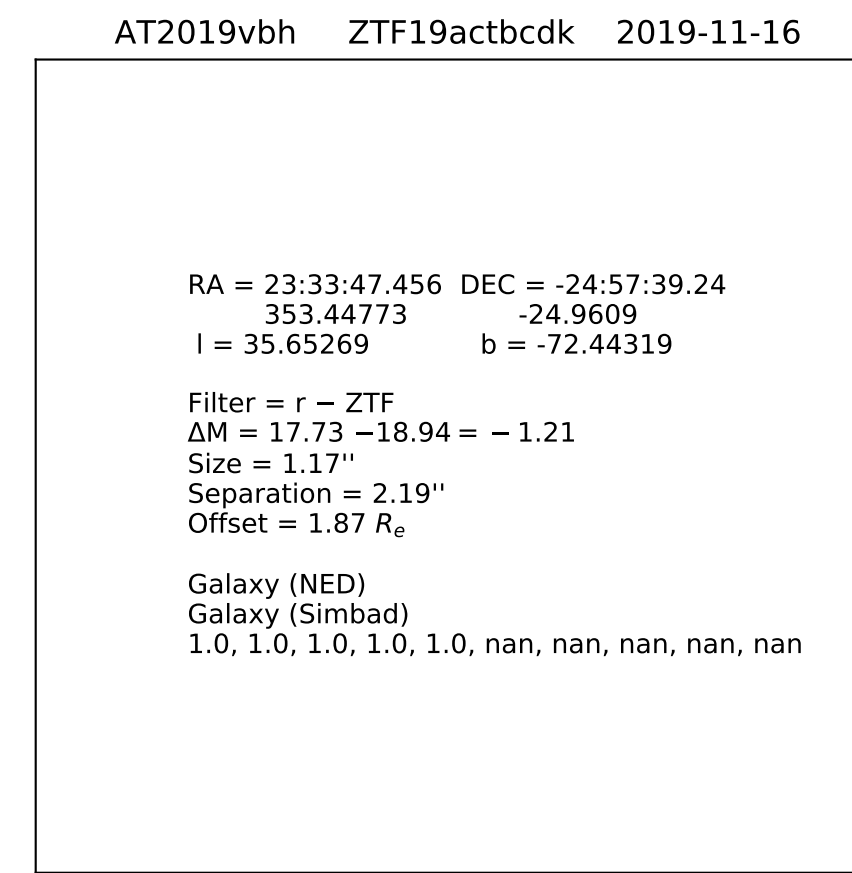 AT2019vbh ZTF19actbcdk 2019-11-16
RA = 23:33:47.456 DEC = -24:57:39.24
353.44773 -24.9609
l = 35.65269 b = -72.44319
Filter = r − ZTF
ΔM = 17.73 −18.94 = − 1.21
Size = 1.17''
Separation = 2.19''
Offset = 1.87 Rₑ
Galaxy (NED)
Galaxy (Simbad)
1.0, 1.0, 1.0, 1.0, 1.0, nan, nan, nan, nan, nan